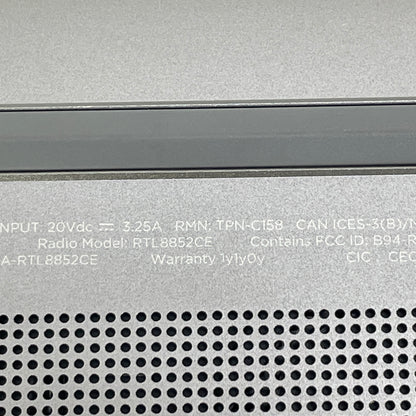 INPUT 20Vdc ⎓ 3.25A RMN: TPN-C158 CAN ICES-3(B)/
Radio Model: RTL8852CE Contains FCC ID: B94-R
A-RTL8852CE Warranty 1y1y0y CIC , CEC